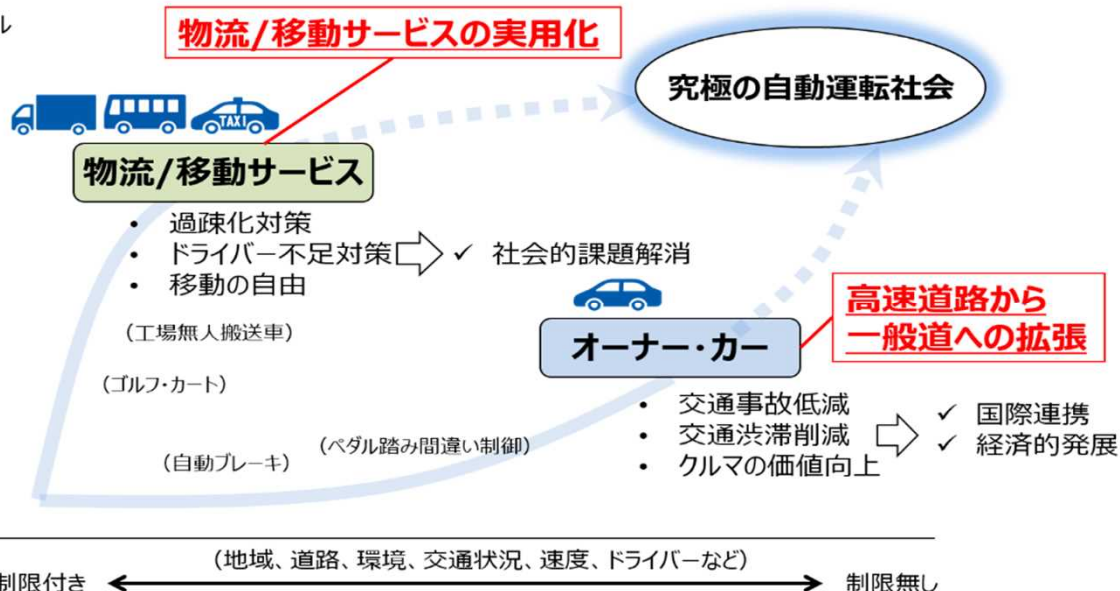 ル
物流/移動サービスの実用化
究極の自動運転社会
TAXI
物流/移動サービス
• 過疎化対策
• ドライバー不足対策
• 移動の自由
✓ 社会的課題解消
高速道路から
一般道への拡張
オーナー・カー
(工場無人搬送車)
(ゴルフ・カート)
(自動ブレーキ)
(ペダル踏み間違い制御)
• 交通事故低減
• 交通渋滞削減
• クルマの価値向上
✓ 国際連携
✓ 経済的発展
(地域、道路、環境、交通状況、速度、ドライバーなど)
制限付き
制限無し